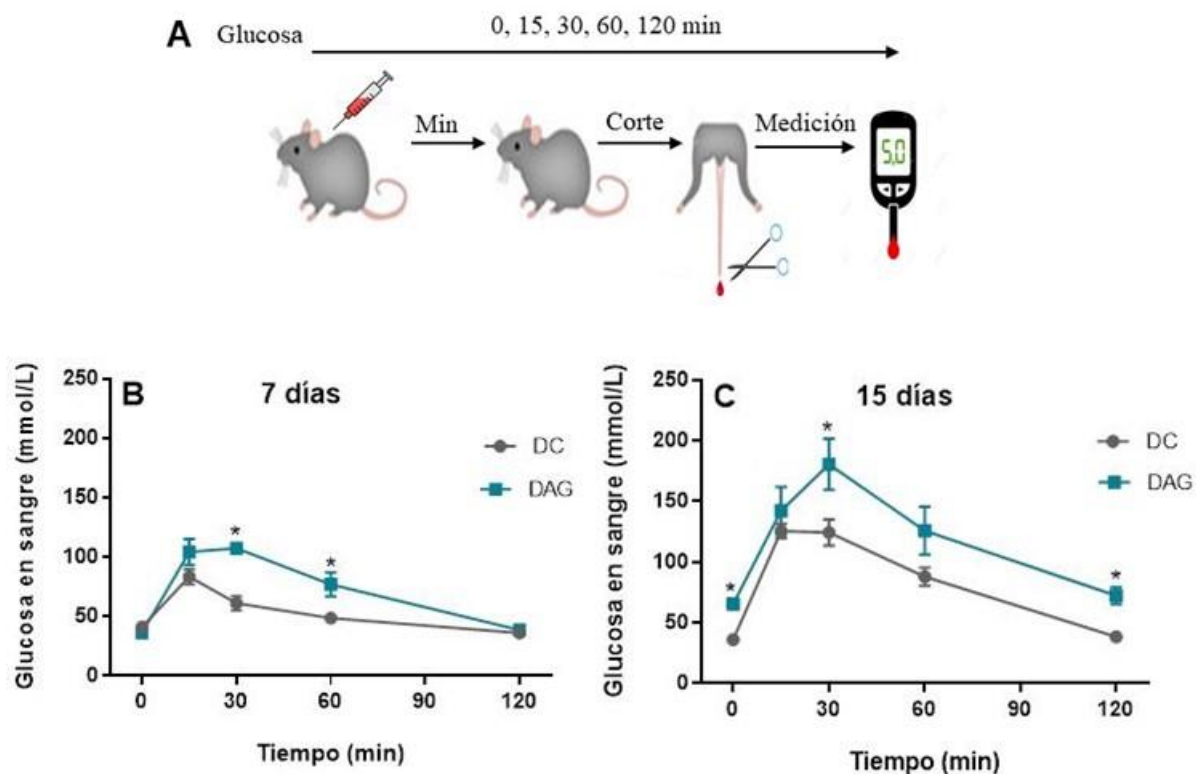 A
Glucosa
0, 15, 30, 60, 120 min
Min
Corte
Medición
5,0
B
7 días
Glucosa en sangre (mmol/L)
250
200
150
100
50
0
DC
DAG
*
*
0
30
60
90
120
Tiempo (min)
C
15 días
Glucosa en sangre (mmol/L)
250
200
150
100
50
0
DC
DAG
*
*
*
0
30
60
90
120
Tiempo (min)